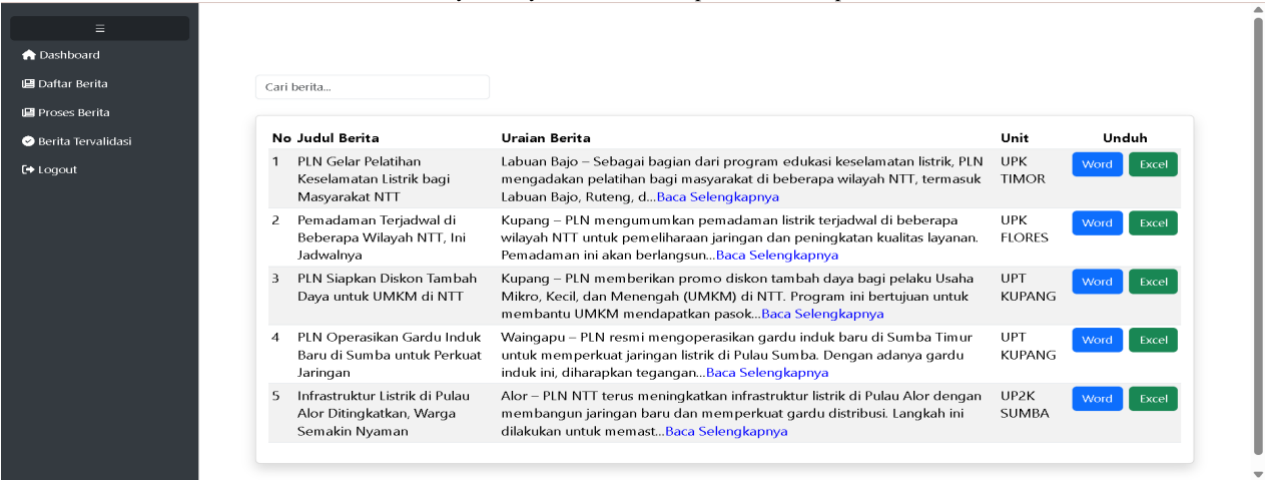 Dashboard
Daftar Berita
Proses Berita
Berita Tervalidasi
Logout
Cari berita...
No Judul Berita Uraian Berita Unit Unduh
1 PLN Gelar Pelatihan Labuan Bajo – Sebagai bagian dari program edukasi keselamatan listrik, PLN UPK Word Excel
Keselamatan Listrik bagi mengadakan pelatihan bagi masyarakat di beberapa wilayah NTT, termasuk TIMOR
Masyarakat NTT Labuan Bajo, Ruteng, d...Baca Selengkapnya
2 Pemadaman Terjadwal di Kupang – PLN mengumumkan pemadaman listrik terjadwal di beberapa UPK Word Excel
Beberapa Wilayah NTT, Ini wilayah NTT untuk pemeliharaan jaringan dan peningkatan kualitas layanan. FLORES
Jadwalnya Pemadaman ini akan berlangsun...Baca Selengkapnya
3 PLN Siapkan Diskon Tambah Kupang – PLN memberikan promo diskon tambah daya bagi pelaku Usaha UPT Word Excel
Daya untuk UMKM di NTT Mikro, Kecil, dan Menengah (UMKM) di NTT. Program ini bertujuan untuk KUPANG
membantu UMKM mendapatkan pasok...Baca Selengkapnya
4 PLN Operasikan Gardu Induk Waingapu – PLN resmi mengoperasikan gardu induk baru di Sumba Timur UPT Word Excel
Baru di Sumba untuk Perkuat untuk memperkuat jaringan listrik di Pulau Sumba. Dengan adanya gardu KUPANG
Jaringan induk ini, diharapkan tegangan...Baca Selengkapnya
5 Infrastruktur Listrik di Pulau Alor – PLN NTT terus meningkatkan infrastruktur listrik di Pulau Alor dengan UP2K Word Excel
Alor Ditingkatkan, Warga membangun jaringan baru dan memperkuat gardu distribusi. Langkah ini SUMBA
Semakin Nyaman dilakukan untuk memast...Baca Selengkapnya